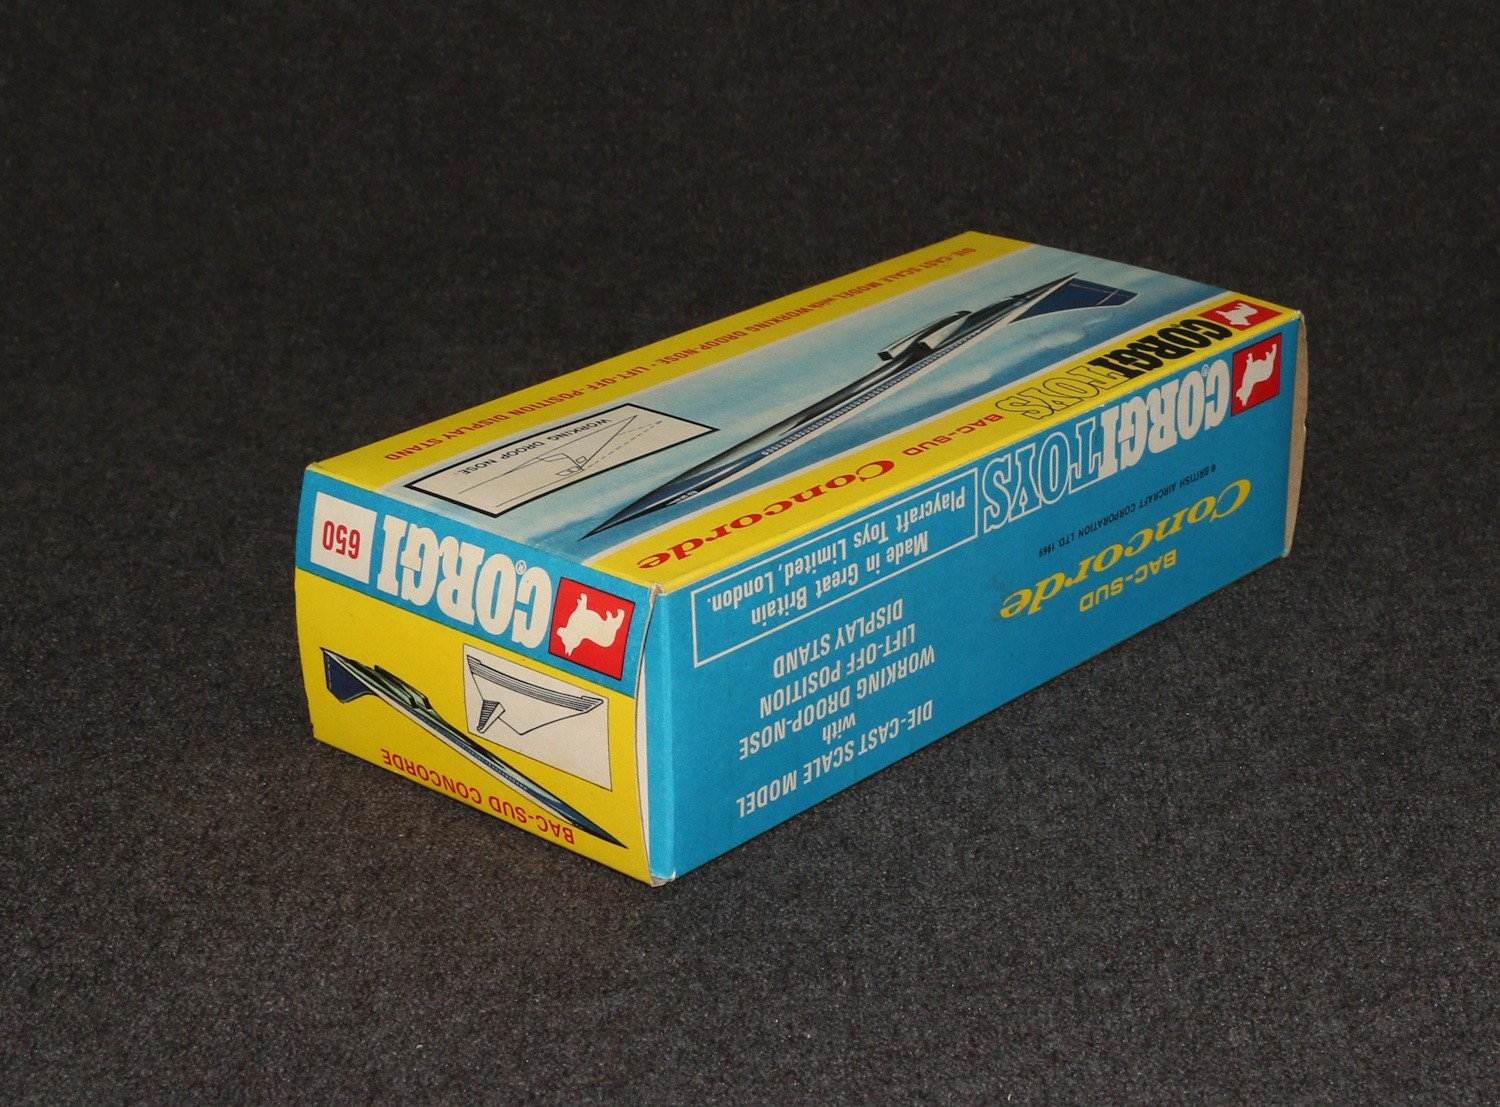 DIE-CAST SCALE MODEL with WORKING DROOP-NOSE · LIFT-OFF-POSITION DISPLAY STAND
WORKING DROOP NOSE
CORGI TOYS
BAC-SUD Concorde
CORGI®
650
BAC-SUD CONCORDE
CORGI® TOYS
© BRITISH AIRCRAFT CORPORATION LTD. 1969
BAC-SUD
Concorde
DIE-CAST SCALE MODEL
with
WORKING DROOP-NOSE
LIFT-OFF POSITION
DISPLAY STAND
Made in Great Britain
Playcraft Toys Limited, London.